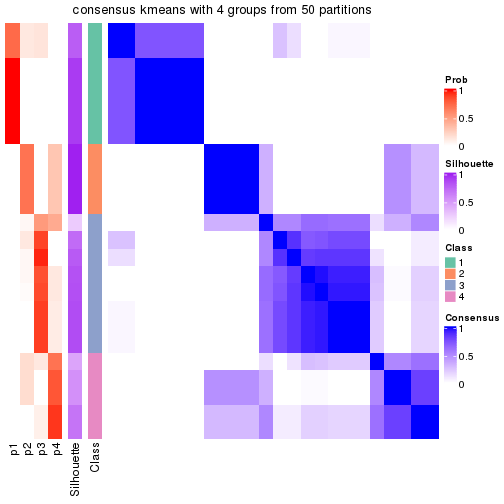 consensus kmeans with 4 groups from 50 partitions
Prob
1
0.5
0
Silhouette
1
0.5
0
Class
1
2
3
4
Consensus
1
0.5
0
p1
p2
p3
p4
Silhouette
Class